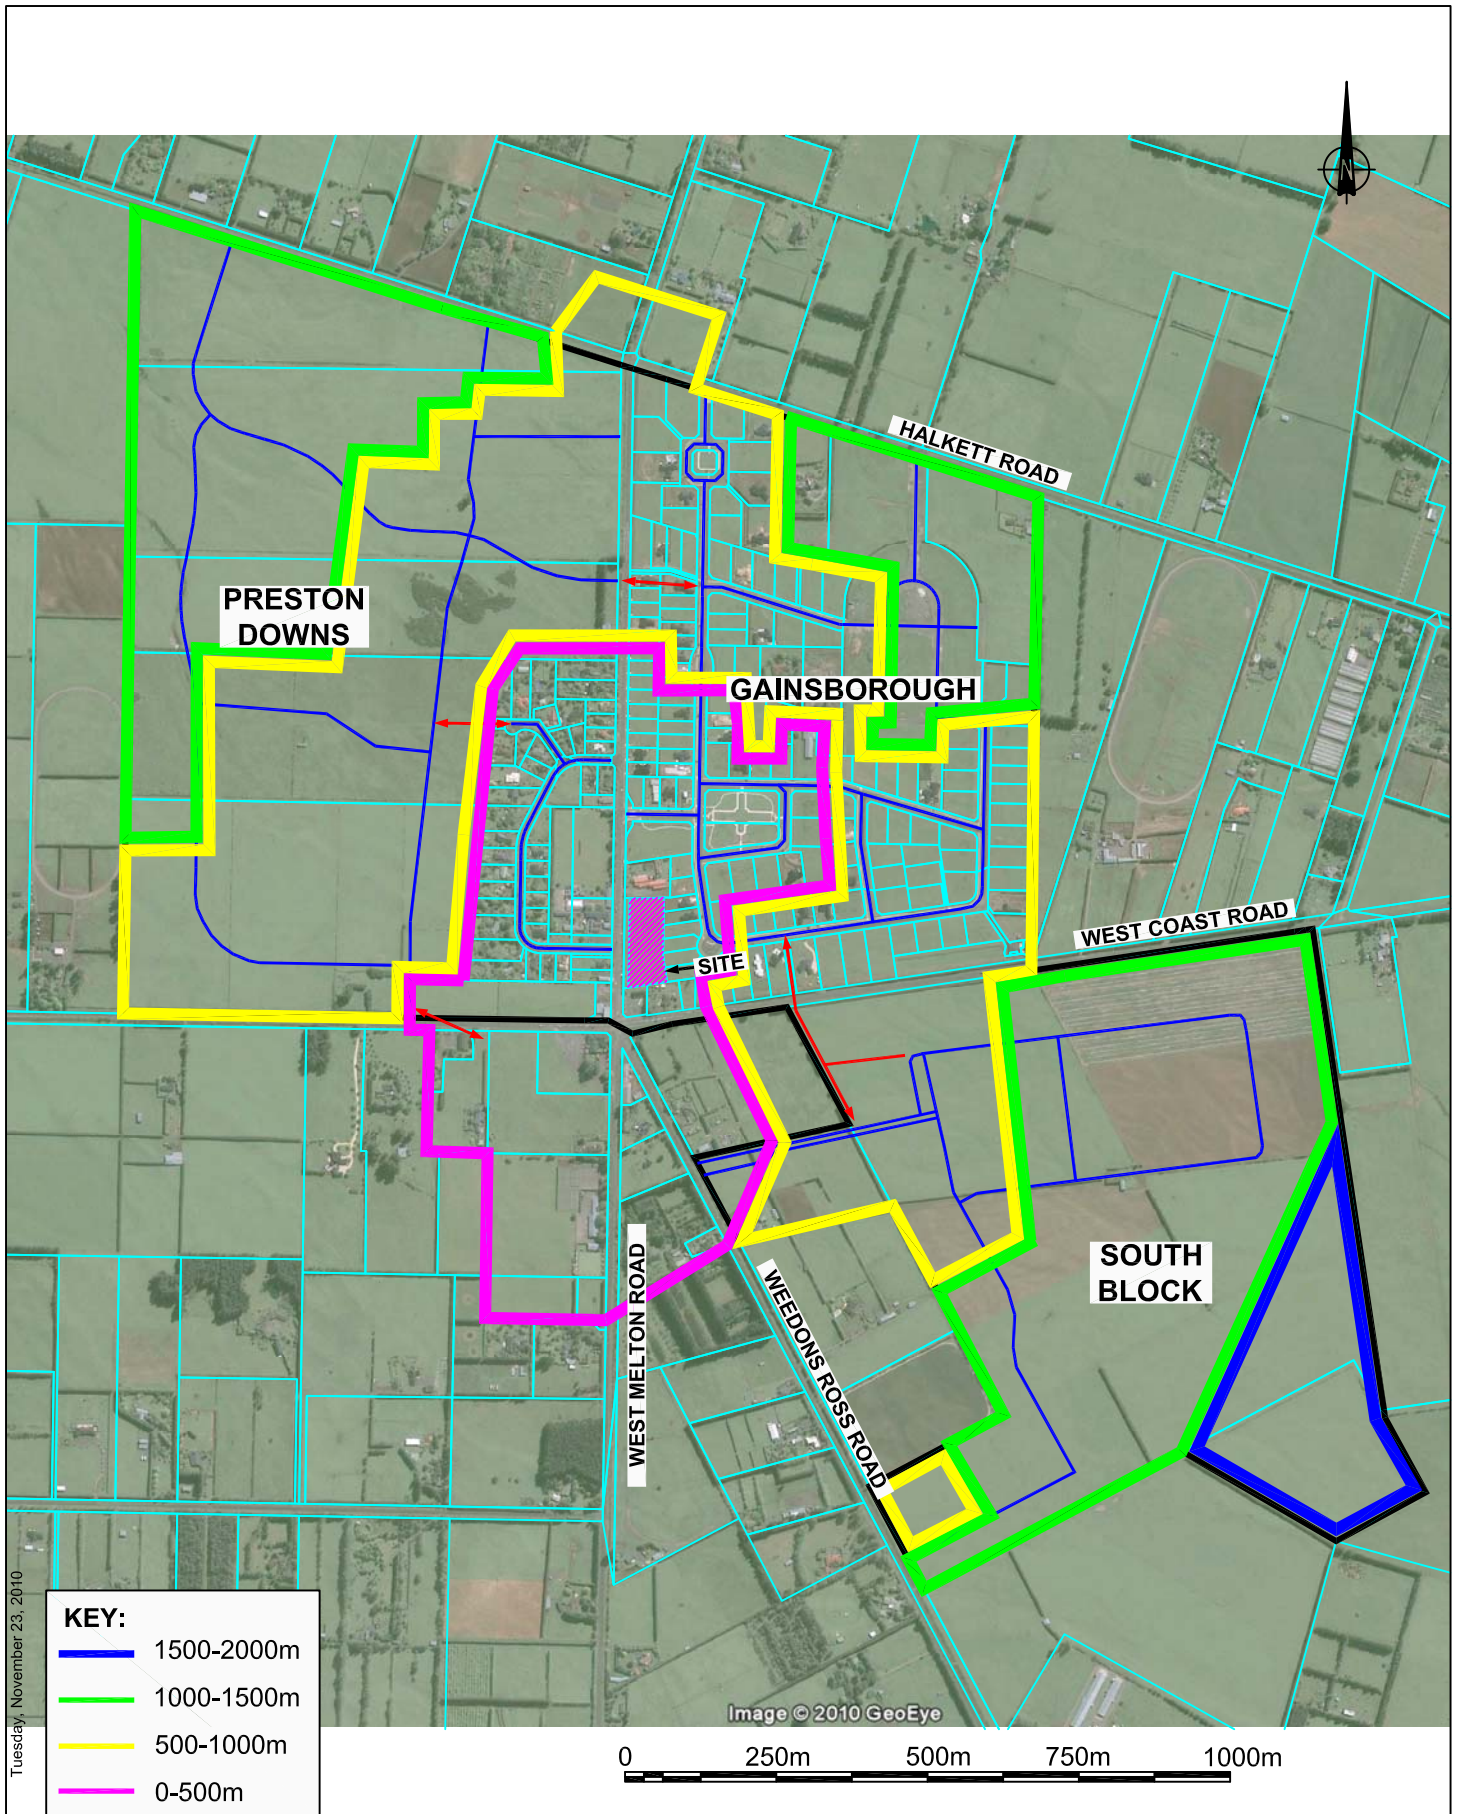 N
HALKETT ROAD
PRESTON
DOWNS
GAINSBOROUGH
WEST COAST ROAD
SITE
SOUTH
BLOCK
WEST MELTON ROAD
WEEDONS ROSS ROAD
Tuesday, November 23, 2010
KEY:
1500-2000m
1000-1500m
500-1000m
0-500m
Image © 2010 GeoEye
0 250m 500m 750m 1000m